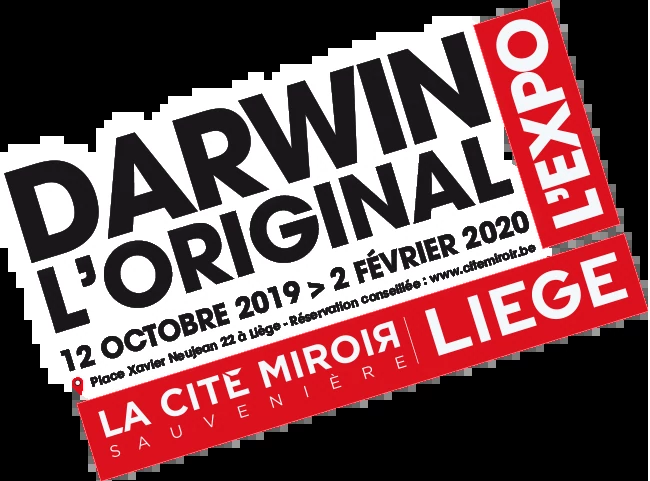 DARWIN
L'ORIGINAL
L'EXPO
12 OCTOBRE 2019 > 2 FÉVRIER 2020
Place Xavier Neujean 22 à Liège - Réservation conseillée : www.citemiroir.be
LA CITÉ MIROIR
SAUVENIÈRE
LIEGE